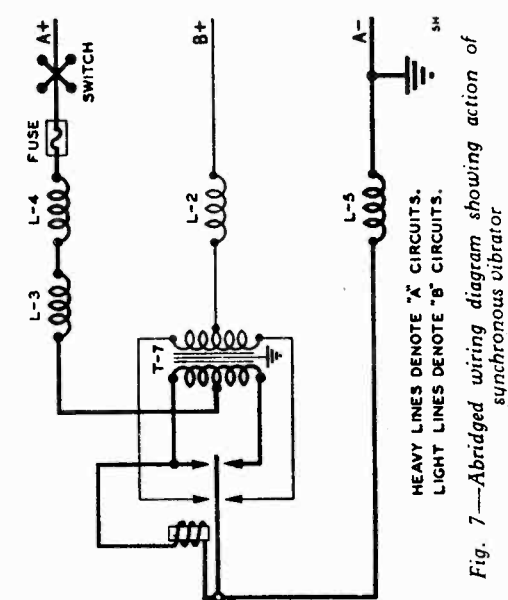 A+
SWITCH
FUSE
L-4
L-3
B+
L-2
T-7
A-
L-5
SH
HEAVY LINES DENOTE "A" CIRCUITS.
LIGHT LINES DENOTE "B" CIRCUITS.
Fig. 7—Abridged wiring diagram showing action of
synchronous vibrator